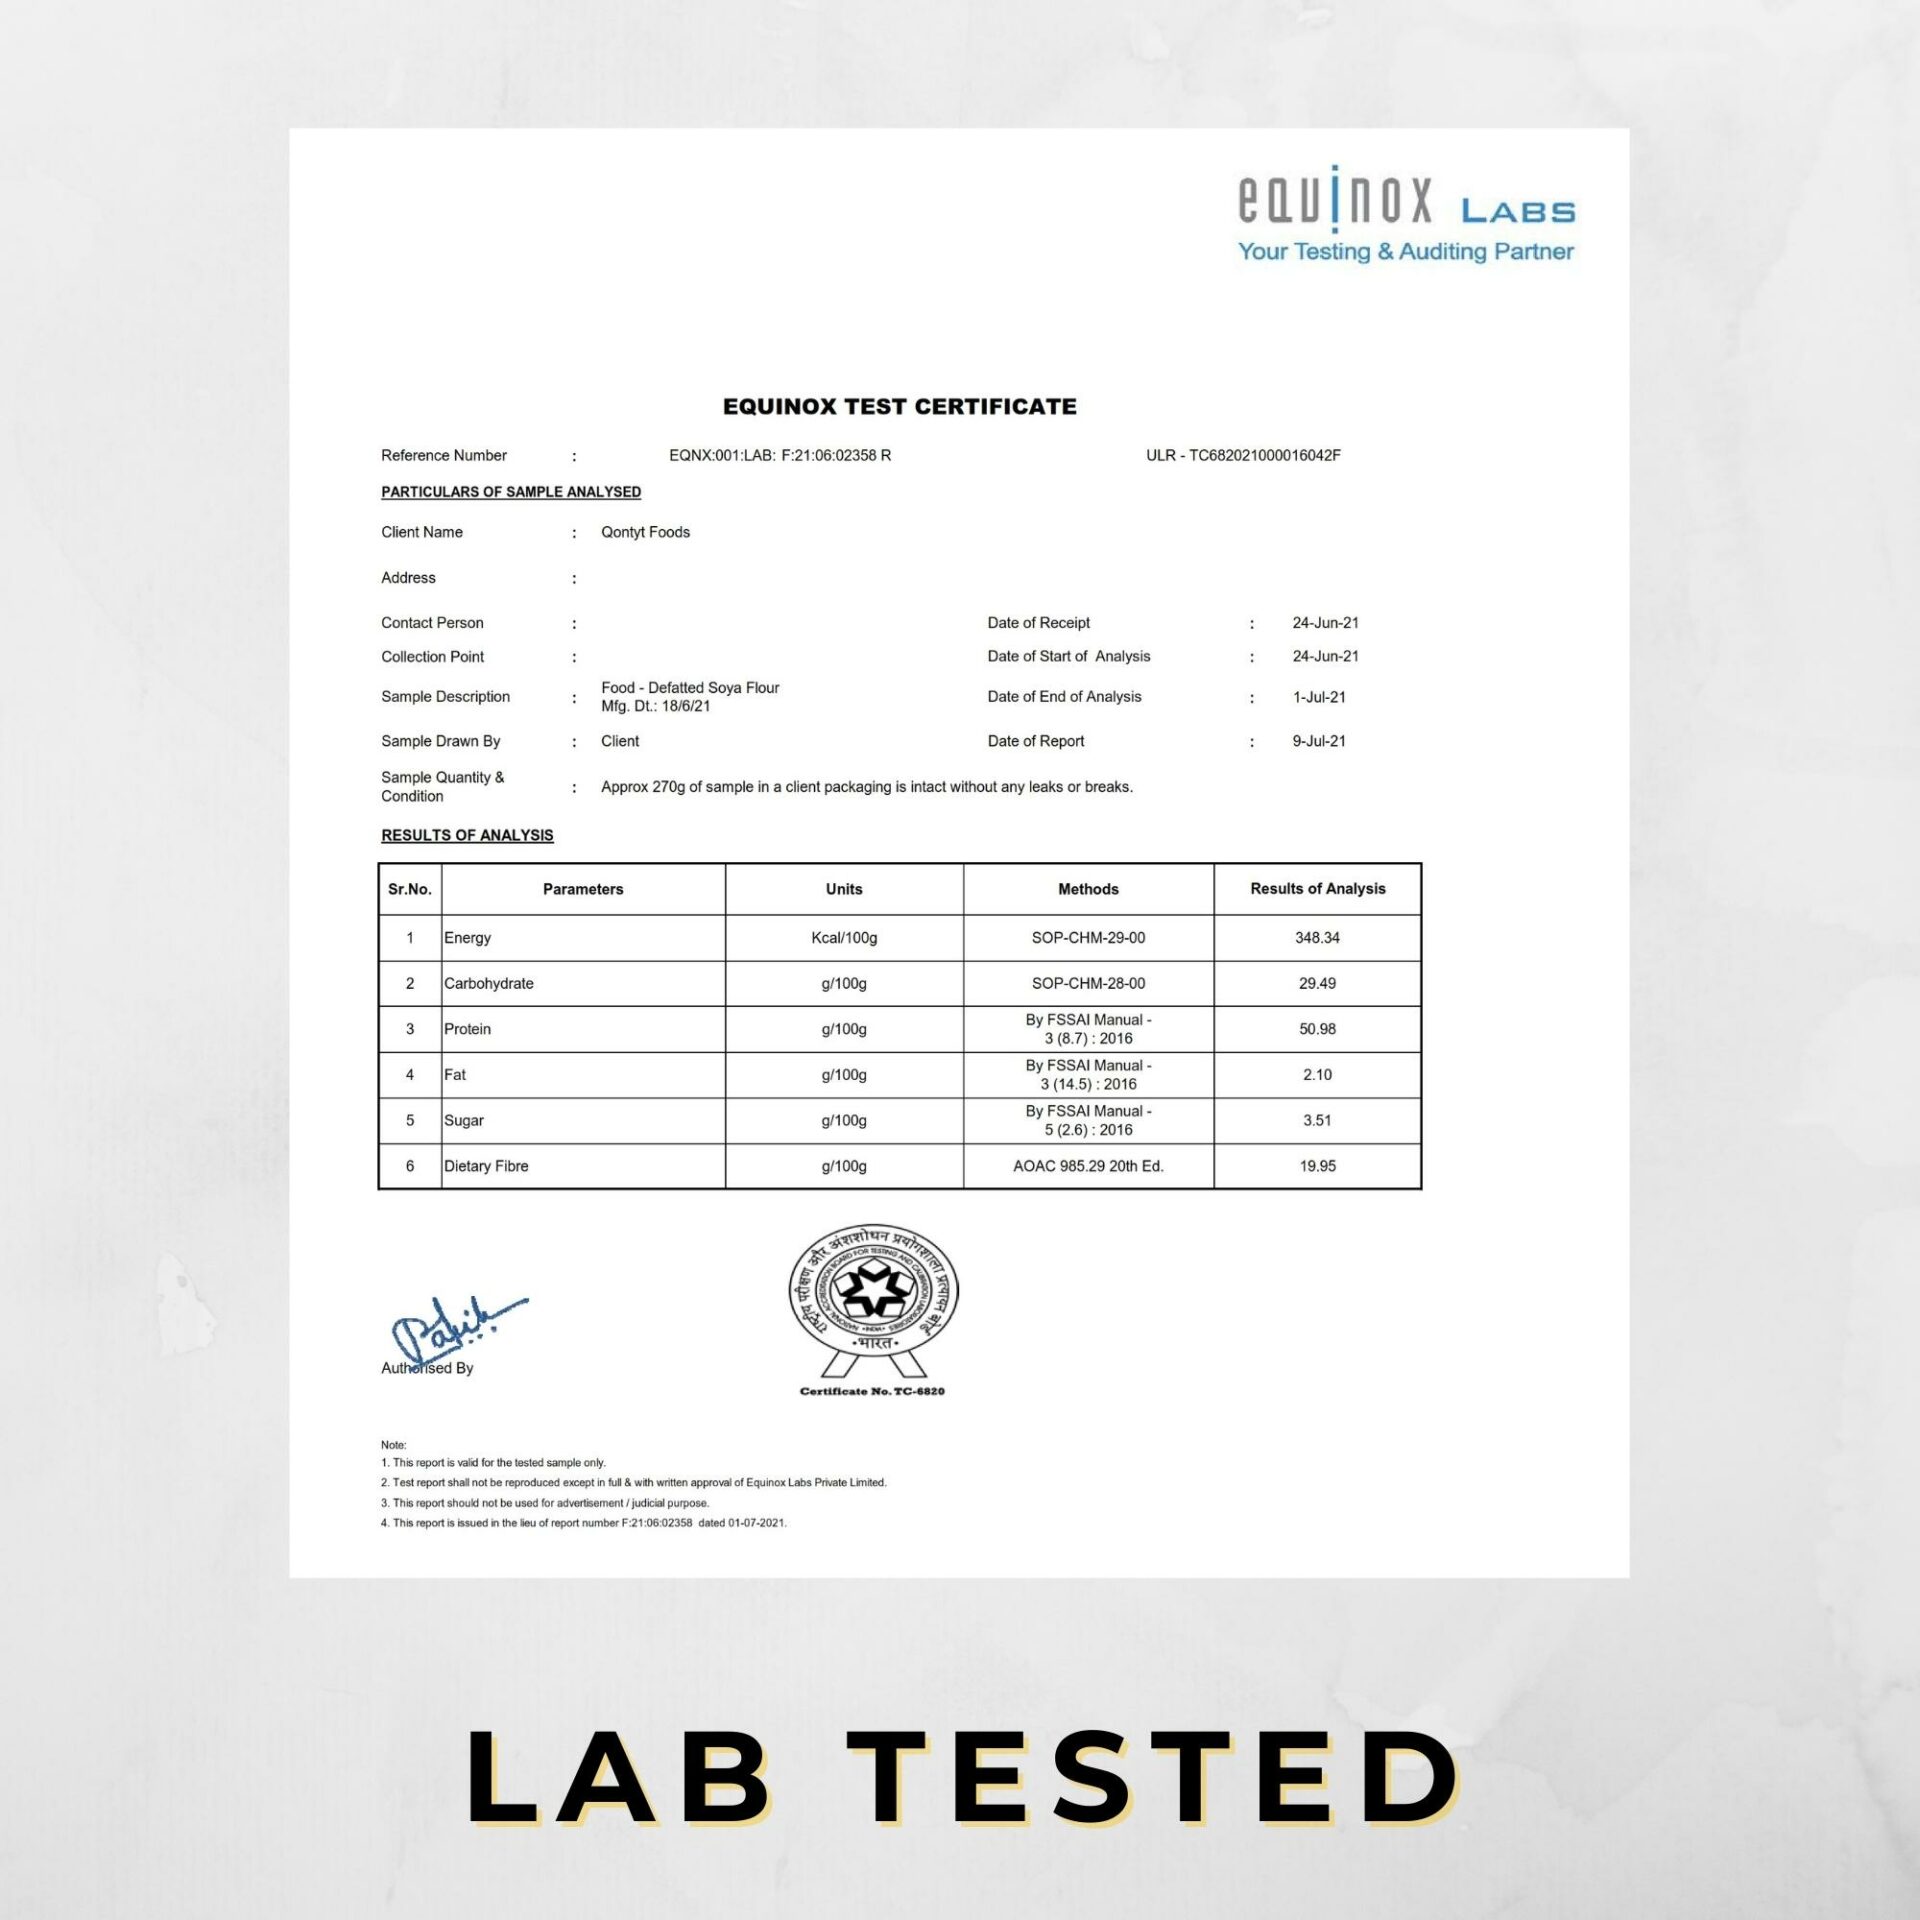 equinox LABS
Your Testing & Auditing Partner
EQUINOX TEST CERTIFICATE
Reference Number : EQNX:001:LAB: F:21:06:02358 R ULR - TC682021000016042F
PARTICULARS OF SAMPLE ANALYSED
Client Name : Qontyt Foods
Address :
Contact Person : Date of Receipt : 24-Jun-21
Collection Point : Date of Start of Analysis : 24-Jun-21
Sample Description : Food - Defatted Soya Flour
Mfg. Dt.: 18/6/21
Date of End of Analysis : 1-Jul-21
Sample Drawn By : Client Date of Report : 9-Jul-21
Sample Quantity &
Condition : Approx 270g of sample in a client packaging is intact without any leaks or breaks.
RESULTS OF ANALYSIS
Sr.No. Parameters Units Methods Results of Analysis
1 Energy Kcal/100g SOP-CHM-29-00 348.34
2 Carbohydrate g/100g SOP-CHM-28-00 29.49
3 Protein g/100g By FSSAI Manual -
3 (8.7) : 2016 50.98
4 Fat g/100g By FSSAI Manual -
3 (14.5) : 2016 2.10
5 Sugar g/100g By FSSAI Manual -
5 (2.6) : 2016 3.51
6 Dietary Fibre g/100g AOAC 985.29 20th Ed. 19.95
राष्ट्रीय परीक्षण और अंशशोधन प्रयोगशाला प्रत्यायन बोर्ड
NATIONAL ACCREDITATION BOARD FOR TESTING AND CALIBRATION LABORATORIES
• INDIA •
• भारत •
Authorised By
Certificate No. TC-6820
Note:
1. This report is valid for the tested sample only.
2. Test report shall not be reproduced except in full & with written approval of Equinox Labs Private Limited.
3. This report should not be used for advertisement / judicial purpose.
4. This report is issued in the lieu of report number F:21:06:02358 dated 01-07-2021.
LAB TESTED